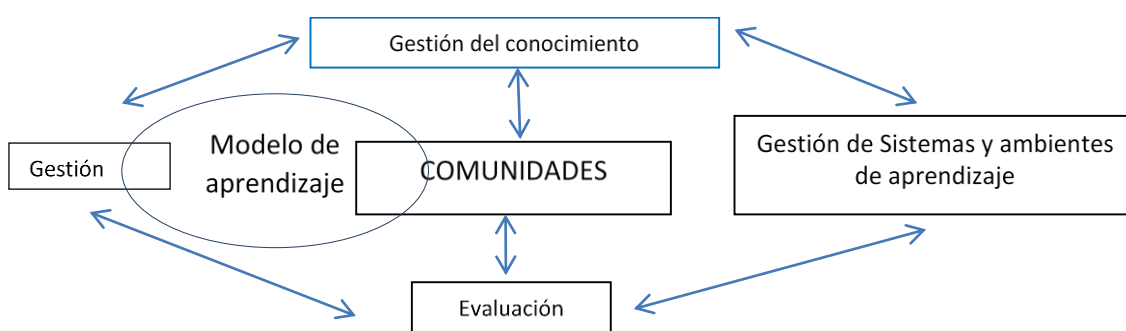 Gestión del conocimiento
Gestión
Modelo de
aprendizaje
COMUNIDADES
Gestión de Sistemas y ambientes
de aprendizaje
Evaluación